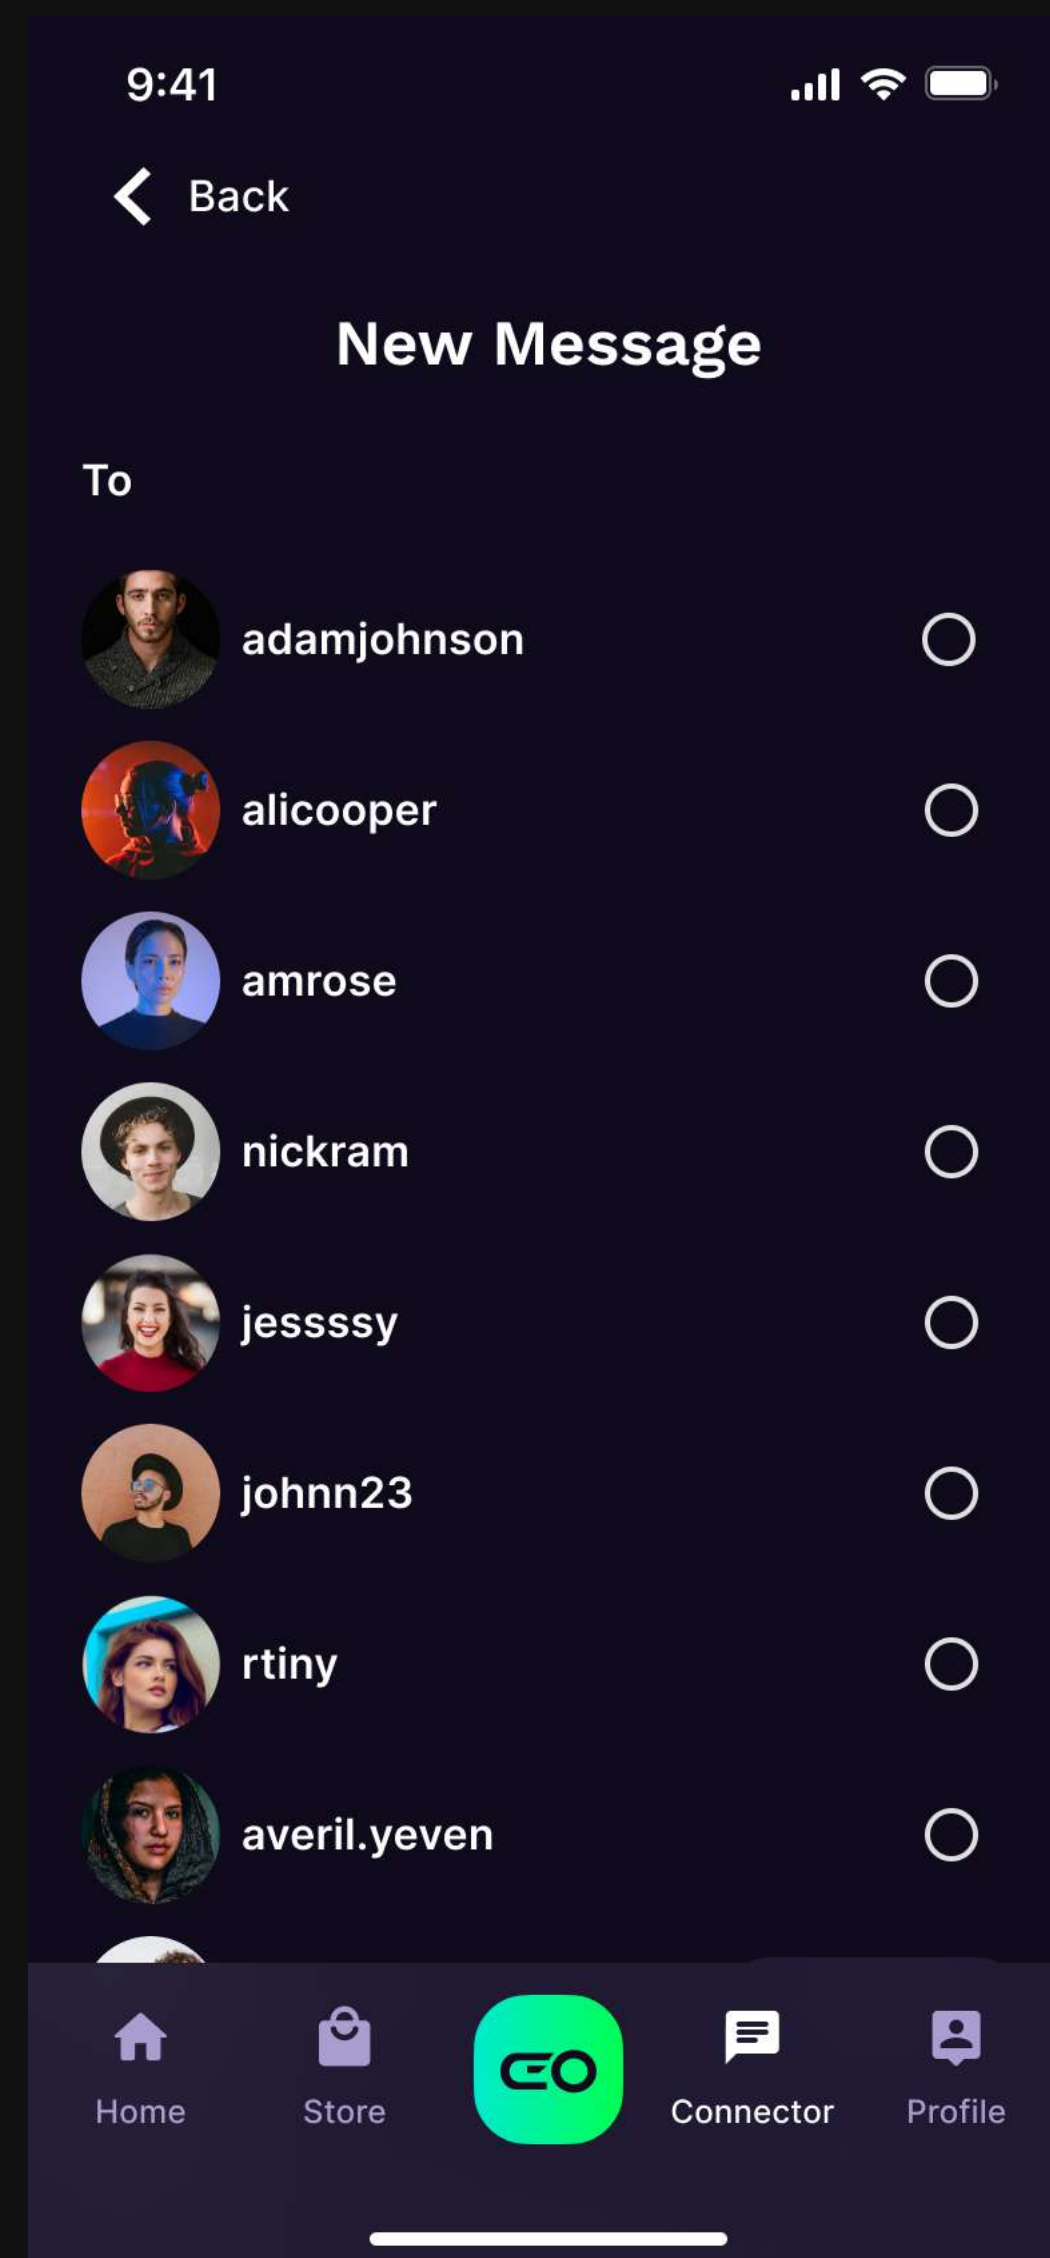 9:41
Back
New Message
To
adamjohnson
alicooper
amrose
nickram
jessssy
johnn23
rtiny
averil.yeven
Home
Store
Connector
Profile